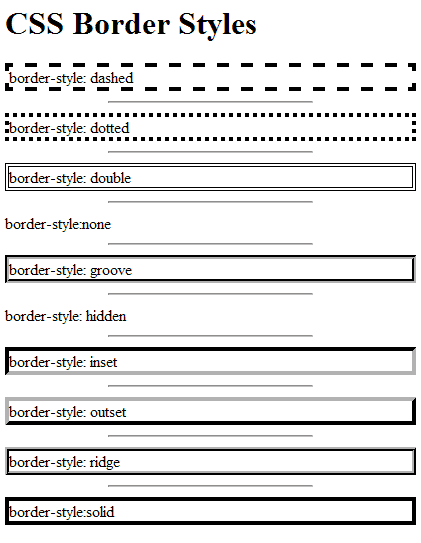 CSS Border Styles
border-style: dashed
border-style: dotted
border-style: double
border-style:none
border-style: groove
border-style: hidden
border-style: inset
border-style: outset
border-style: ridge
border-style:solid